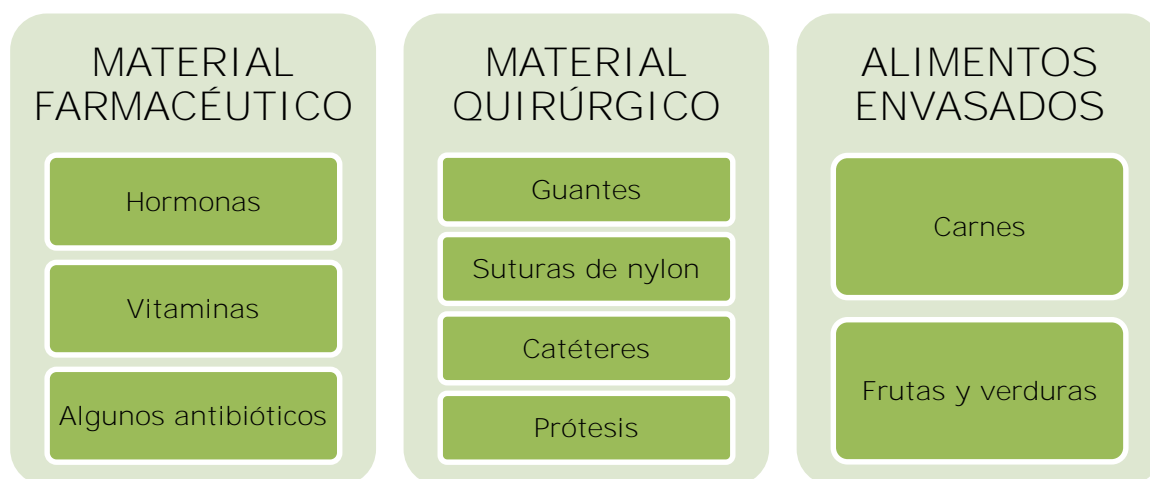 MATERIAL
FARMACÉUTICO
Hormonas
Vitaminas
Algunos antibióticos
MATERIAL
QUIRÚRGICO
Guantes
Suturas de nylon
Catéteres
Prótesis
ALIMENTOS
ENVASADOS
Carnes
Frutas y verduras